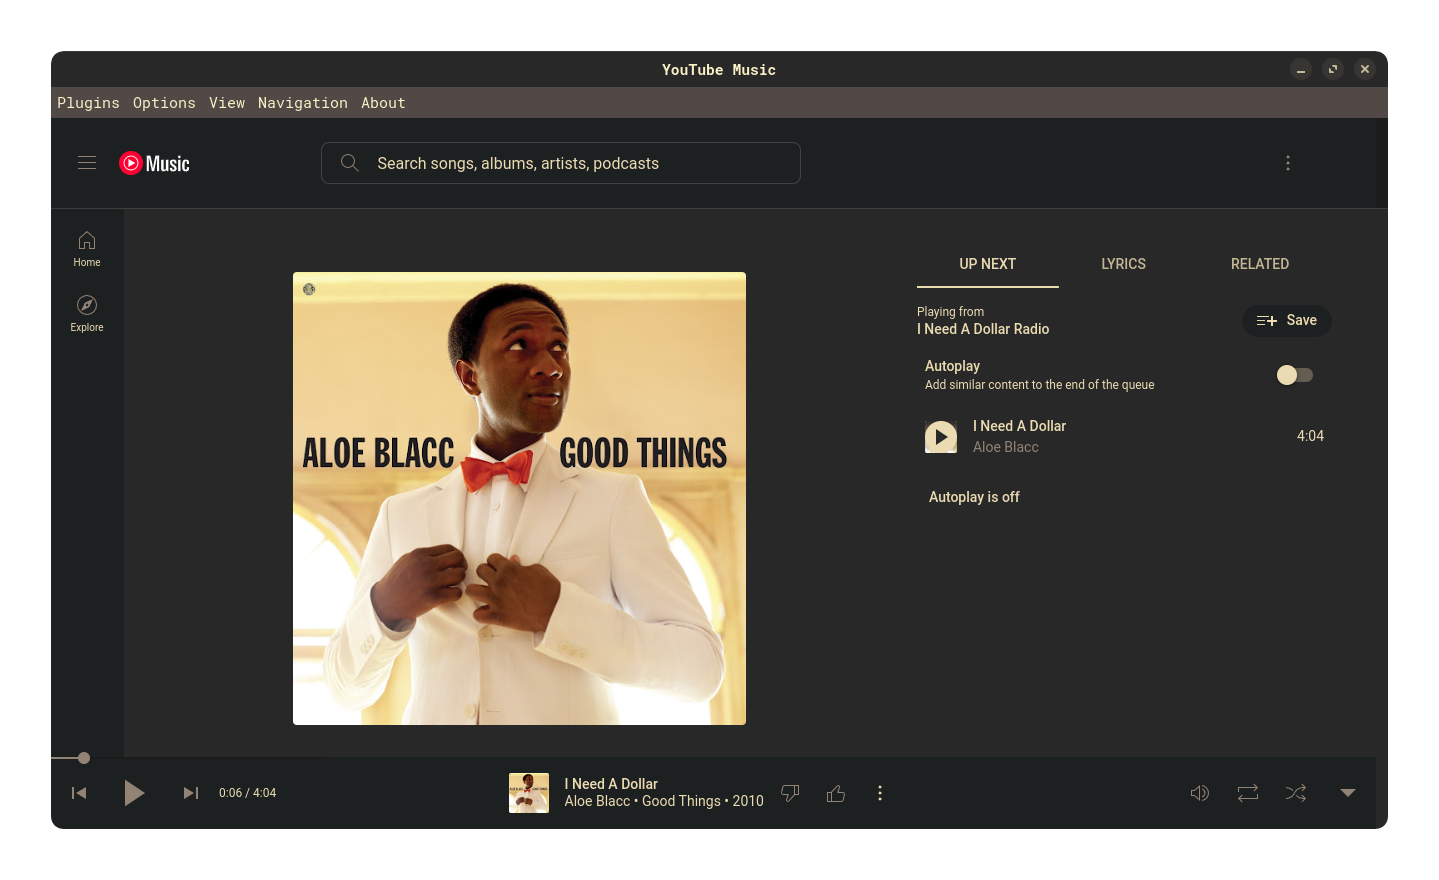 YouTube Music
Plugins Options View Navigation About
Music
Search songs, albums, artists, podcasts
Home
Explore
ALOE BLACC GOOD THINGS
UP NEXT LYRICS RELATED
Playing from
I Need A Dollar Radio
Save
Autoplay
Add similar content to the end of the queue
I Need A Dollar
Aloe Blacc
4:04
Autoplay is off
0:06 / 4:04
I Need A Dollar
Aloe Blacc • Good Things • 2010